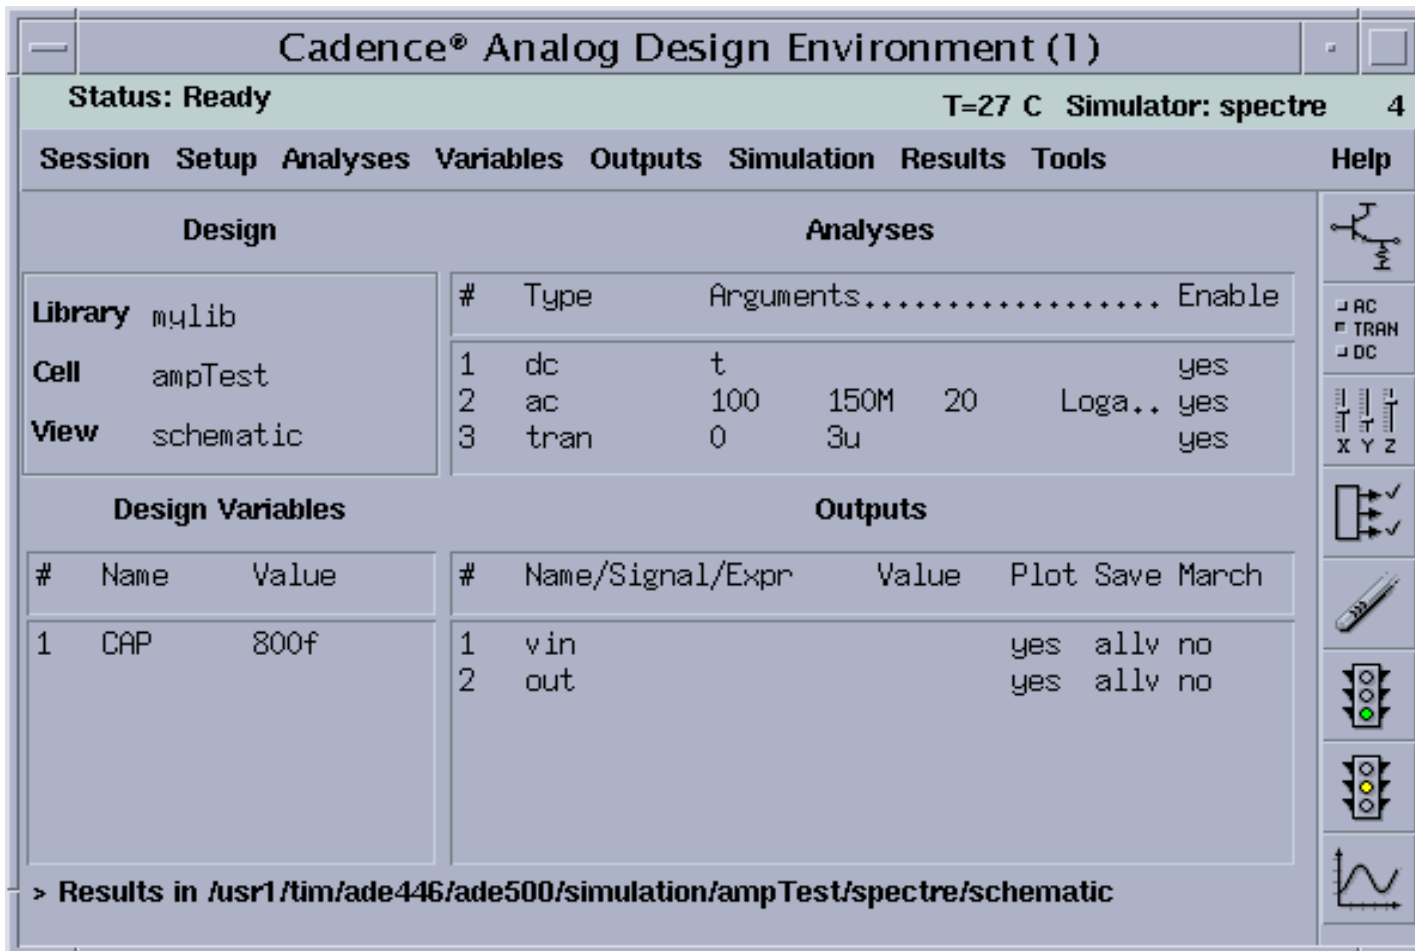 Cadence® Analog Design Environment (1)
Status: Ready T=27 C Simulator: spectre 4
Session Setup Analyses Variables Outputs Simulation Results Tools Help
Design Analyses
Library mylib
Cell ampTest
View schematic
# Type Arguments.................. Enable
1 dc t yes
2 ac 100 150M 20 Loga.. yes
3 tran 0 3u yes
Design Variables
# Name Value
1 CAP 800f
Outputs
# Name/Signal/Expr Value Plot Save March
1 vin yes allv no
2 out yes allv no
AC
TRAN
DC
X Y Z
> Results in /usr1/tim/ade446/ade500/simulation/ampTest/spectre/schematic